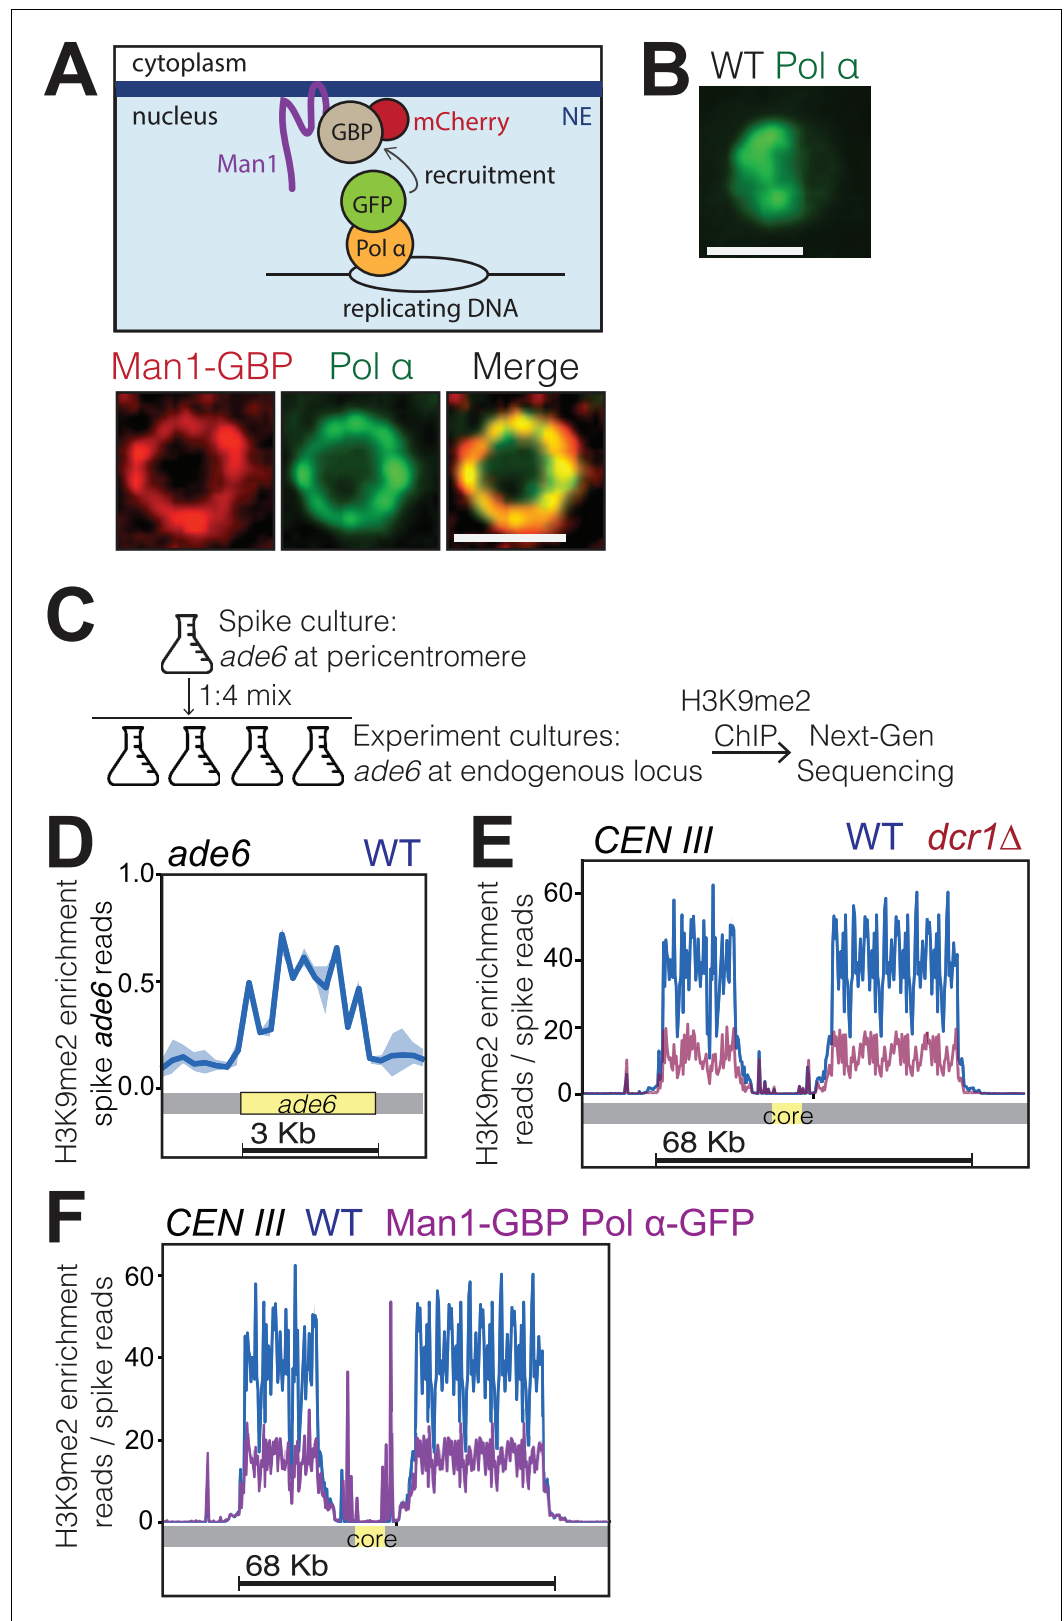 A
cytoplasm
nucleus
NE
GBP
mCherry
Man1
recruitment
GFP
Pol α
replicating DNA
Man1-GBP Pol α Merge
B
WT Pol α
C
Spike culture:
ade6 at pericentromere
1:4 mix
Experiment cultures:
ade6 at endogenous locus
H3K9me2
ChIP
Next-Gen
Sequencing
D
ade6 WT
H3K9me2 enrichment
spike ade6 reads
1.0
0.5
0.0
ade6
3 Kb
E
CEN III WT dcr1Δ
H3K9me2 enrichment
reads / spike reads
60
40
20
0
core
68 Kb
F
CEN III WT Man1-GBP Pol α-GFP
H3K9me2 enrichment
reads / spike reads
60
40
20
0
core
68 Kb